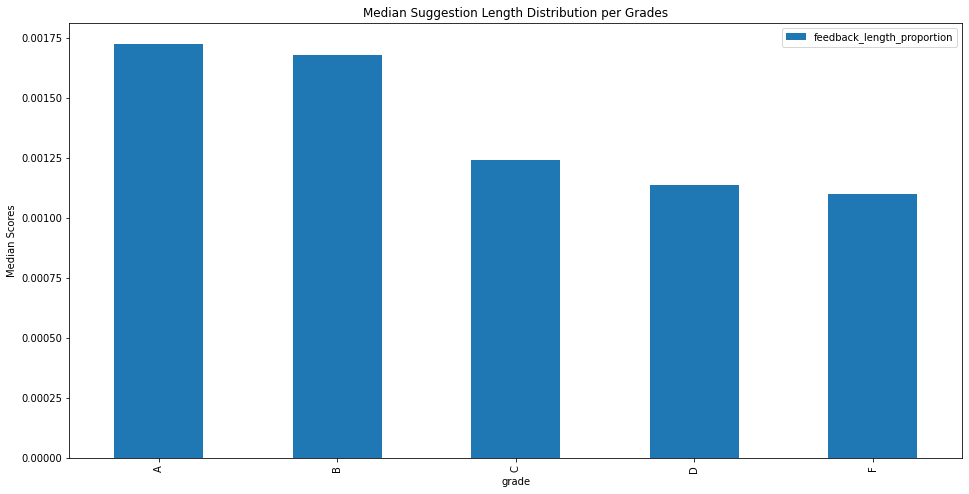 Median Suggestion Length Distribution per Grades
feedback_length_proportion
Median Scores
0.00175
0.00150
0.00125
0.00100
0.00075
0.00050
0.00025
0.00000
A
B
C
D
F
grade